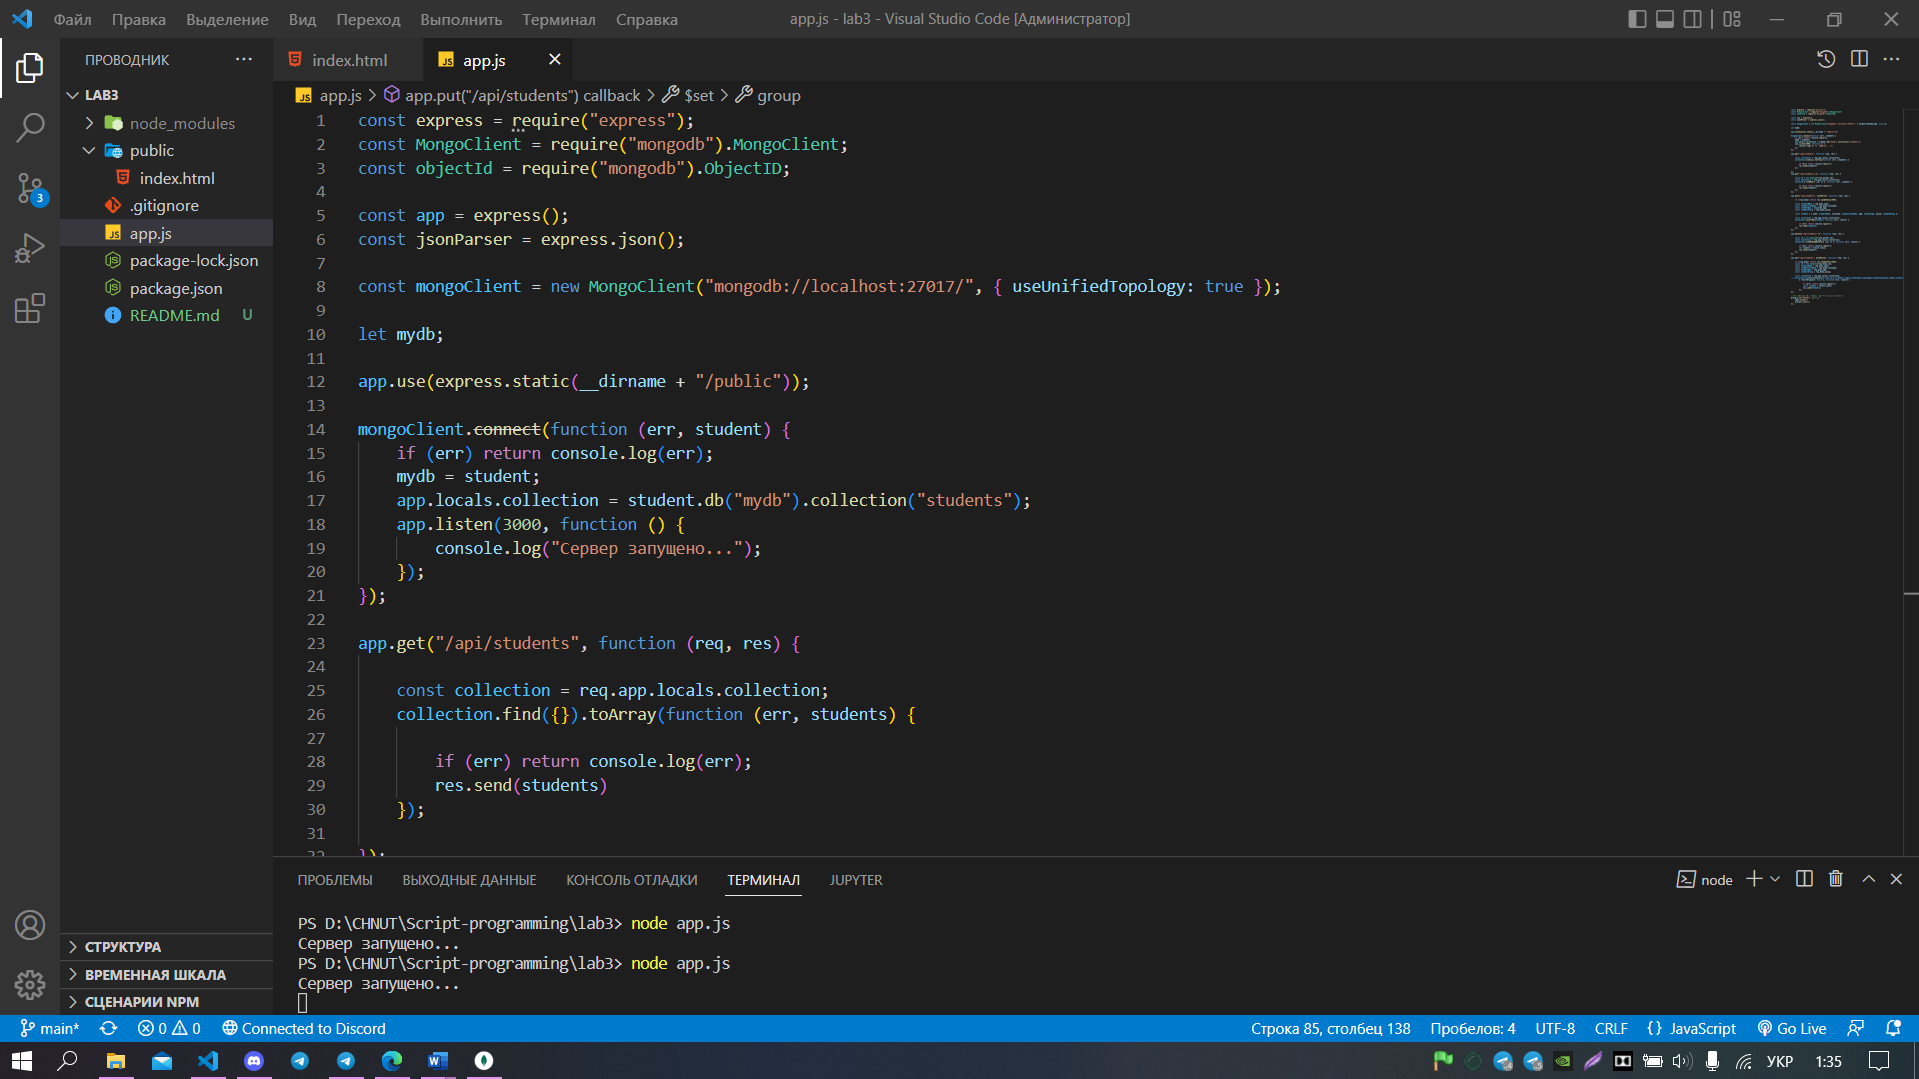 Файл Правка Выделение Вид Переход Выполнить Терминал Справка
app.js - lab3 - Visual Studio Code [Администратор]
ПРОВОДНИК
LAB3
node_modules
public
index.html
.gitignore
app.js
package-lock.json
package.json
README.md U
3
СТРУКТУРА
ВРЕМЕННАЯ ШКАЛА
СЦЕНАРИИ NPM
index.html app.js
app.js > app.put("/api/students") callback > $set > group
1 const express = require("express");
2 const MongoClient = require("mongodb").MongoClient;
3 const objectId = require("mongodb").ObjectID;
4
5 const app = express();
6 const jsonParser = express.json();
7
8 const mongoClient = new MongoClient("mongodb://localhost:27017/", { useUnifiedTopology: true });
9
10 let mydb;
11
12 app.use(express.static(__dirname + "/public"));
13
14 mongoClient.connect(function (err, student) {
15 if (err) return console.log(err);
16 mydb = student;
17 app.locals.collection = student.db("mydb").collection("students");
18 app.listen(3000, function () {
19 console.log("Сервер запущено...");
20 });
21 });
22
23 app.get("/api/students", function (req, res) {
24
25 const collection = req.app.locals.collection;
26 collection.find({}).toArray(function (err, students) {
27
28 if (err) return console.log(err);
29 res.send(students)
30 });
31
32 });
ПРОБЛЕМЫ ВЫХОДНЫЕ ДАННЫЕ КОНСОЛЬ ОТЛАДКИ ТЕРМИНАЛ JUPYTER
node
PS D:\CHNUT\Script-programming\lab3> node app.js
Сервер запущено...
PS D:\CHNUT\Script-programming\lab3> node app.js
Сервер запущено...
main* 0 0 Connected to Discord
Строка 85, столбец 138 Пробелов: 4 UTF-8 CRLF {} JavaScript Go Live
УКР 1:35